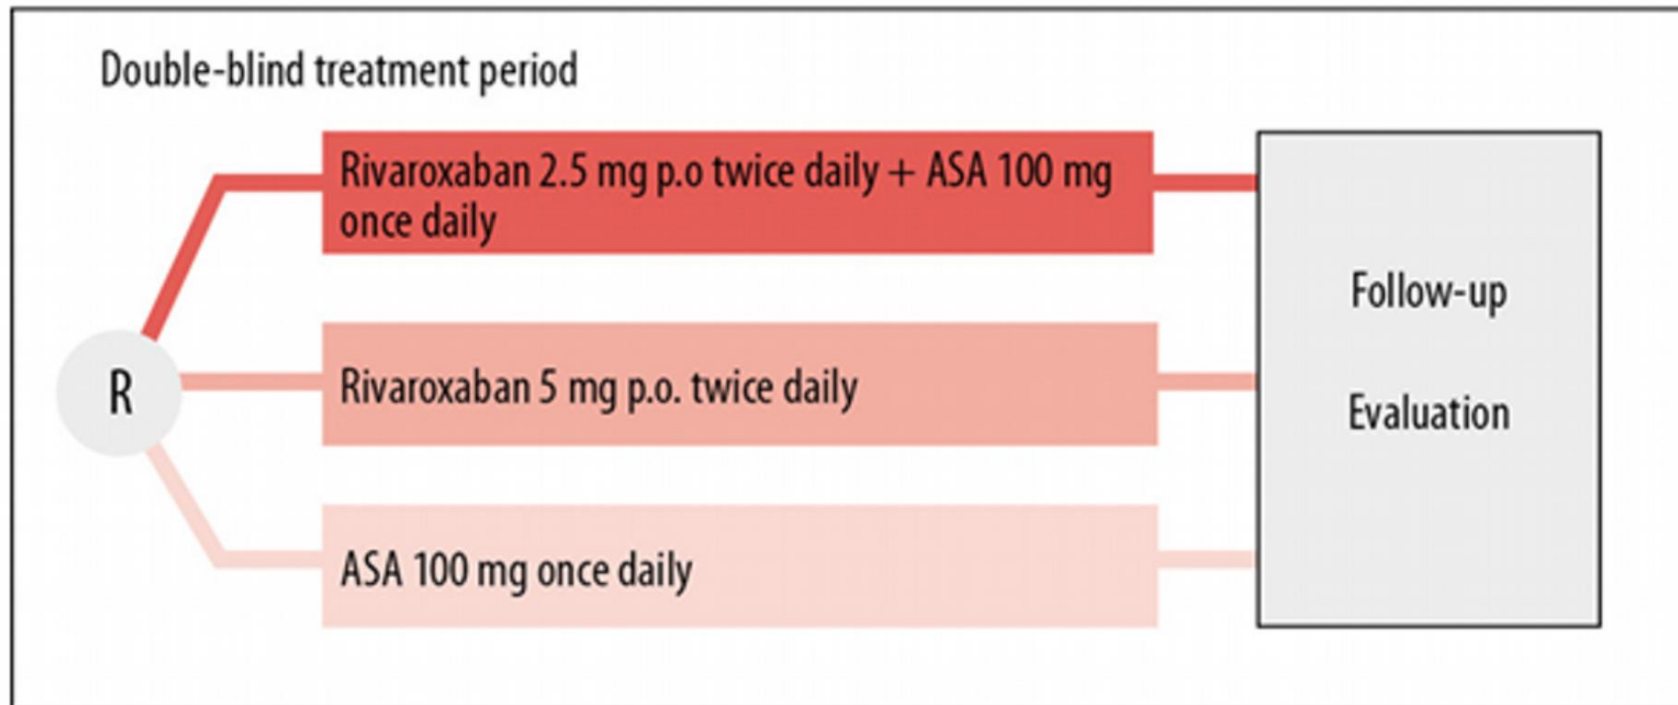 Double-blind treatment period
Rivaroxaban 2.5 mg p.o twice daily + ASA 100 mg
once daily
R
Rivaroxaban 5 mg p.o. twice daily
ASA 100 mg once daily
Follow-up
Evaluation